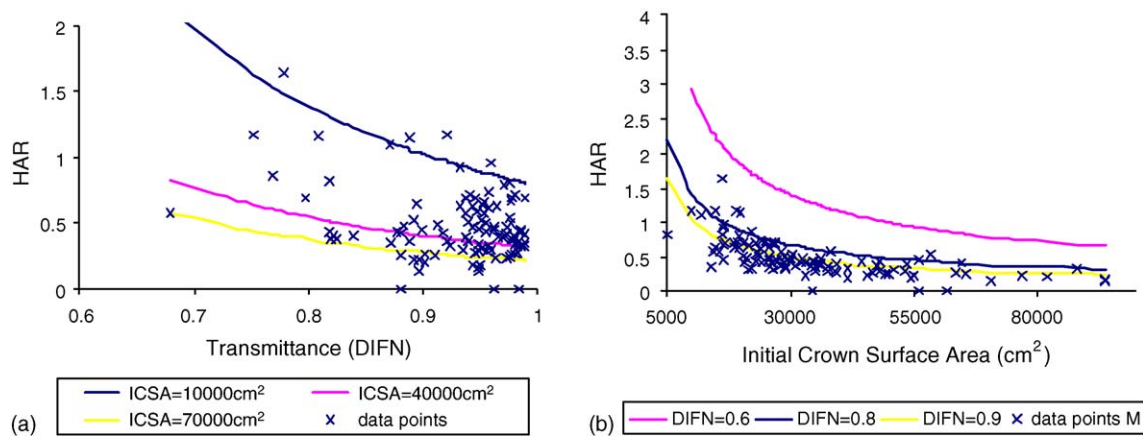 2
1.5
HAR
1
0.5
0
0.6 0.7 0.8 0.9 1
Transmittance (DIFN)
ICSA=10000cm² ICSA=40000cm²
ICSA=70000cm² data points
(a)
4
3.5
3
2.5
HAR
2
1.5
1
0.5
0
5000 30000 55000 80000
Initial Crown Surface Area (cm²)
DIFN=0.6 DIFN=0.8 DIFN=0.9 data points M
(b)